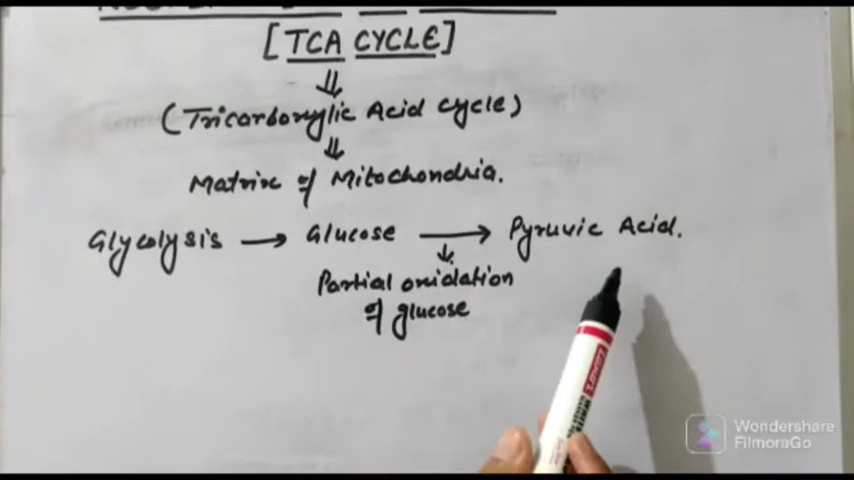 [TCA CYCLE]
(Tricarboxylic Acid Cycle)
Matrix of Mitochondria.
Glycolysis → Glucose → Pyruvic Acid.
Partial oxidation
of glucose
Wondershare
FilmoraGo